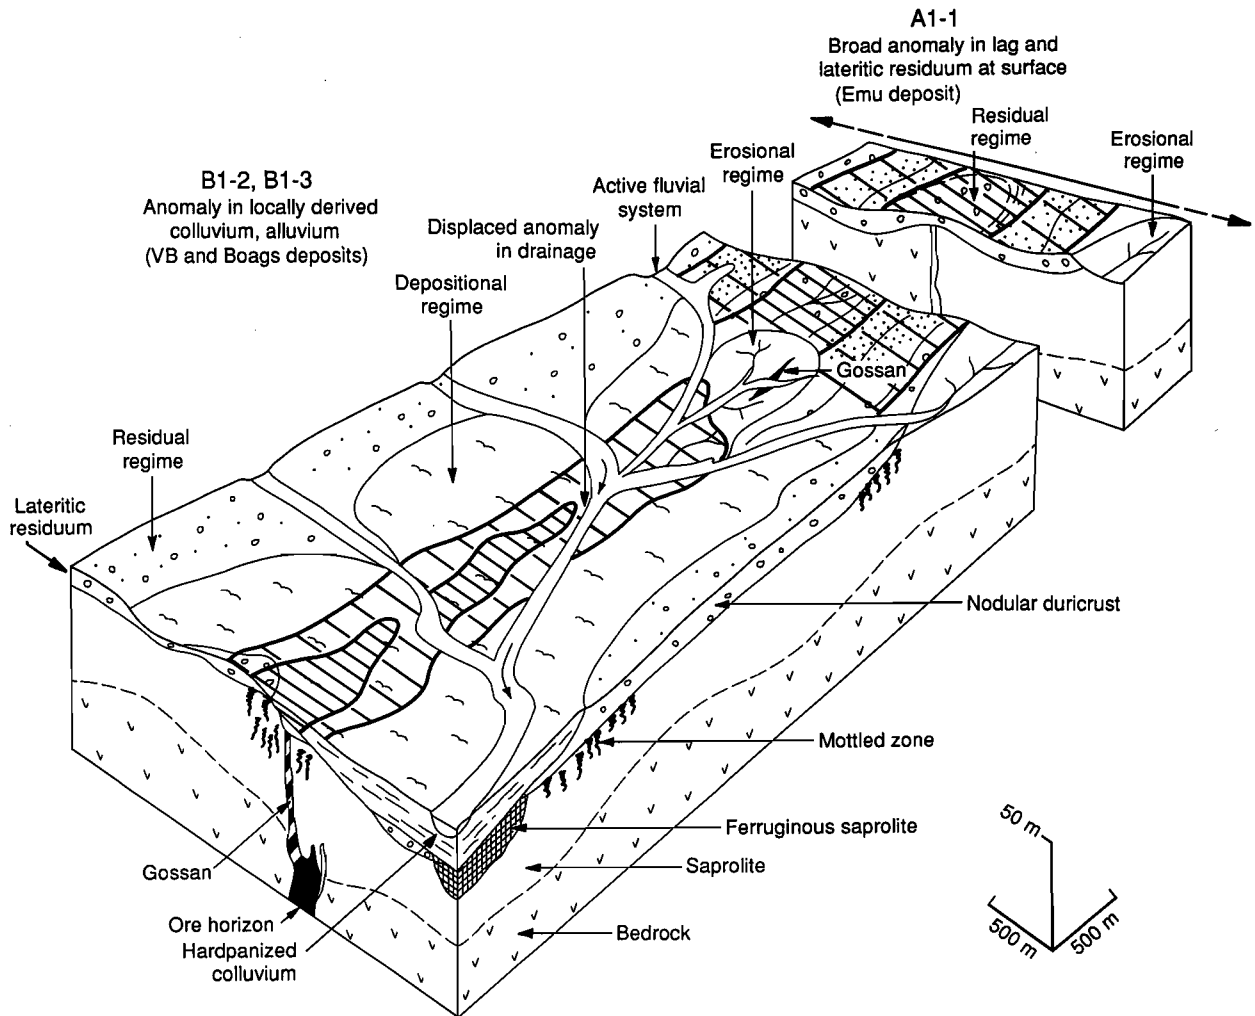 A1-1
Broad anomaly in lag and
lateritic residuum at surface
(Emu deposit)
Residual
regime
Erosional
regime
Erosional
regime
B1-2, B1-3
Anomaly in locally derived
colluvium, alluvium
(VB and Boags deposits)
Active fluvial
system
Displaced anomaly
in drainage
Depositional
regime
Gossan
Residual
regime
Lateritic
residuum
Nodular duricrust
Mottled zone
Ferruginous saprolite
Saprolite
Bedrock
Gossan
Ore horizon
Hardpanized
colluvium
50 m
500 m
500 m